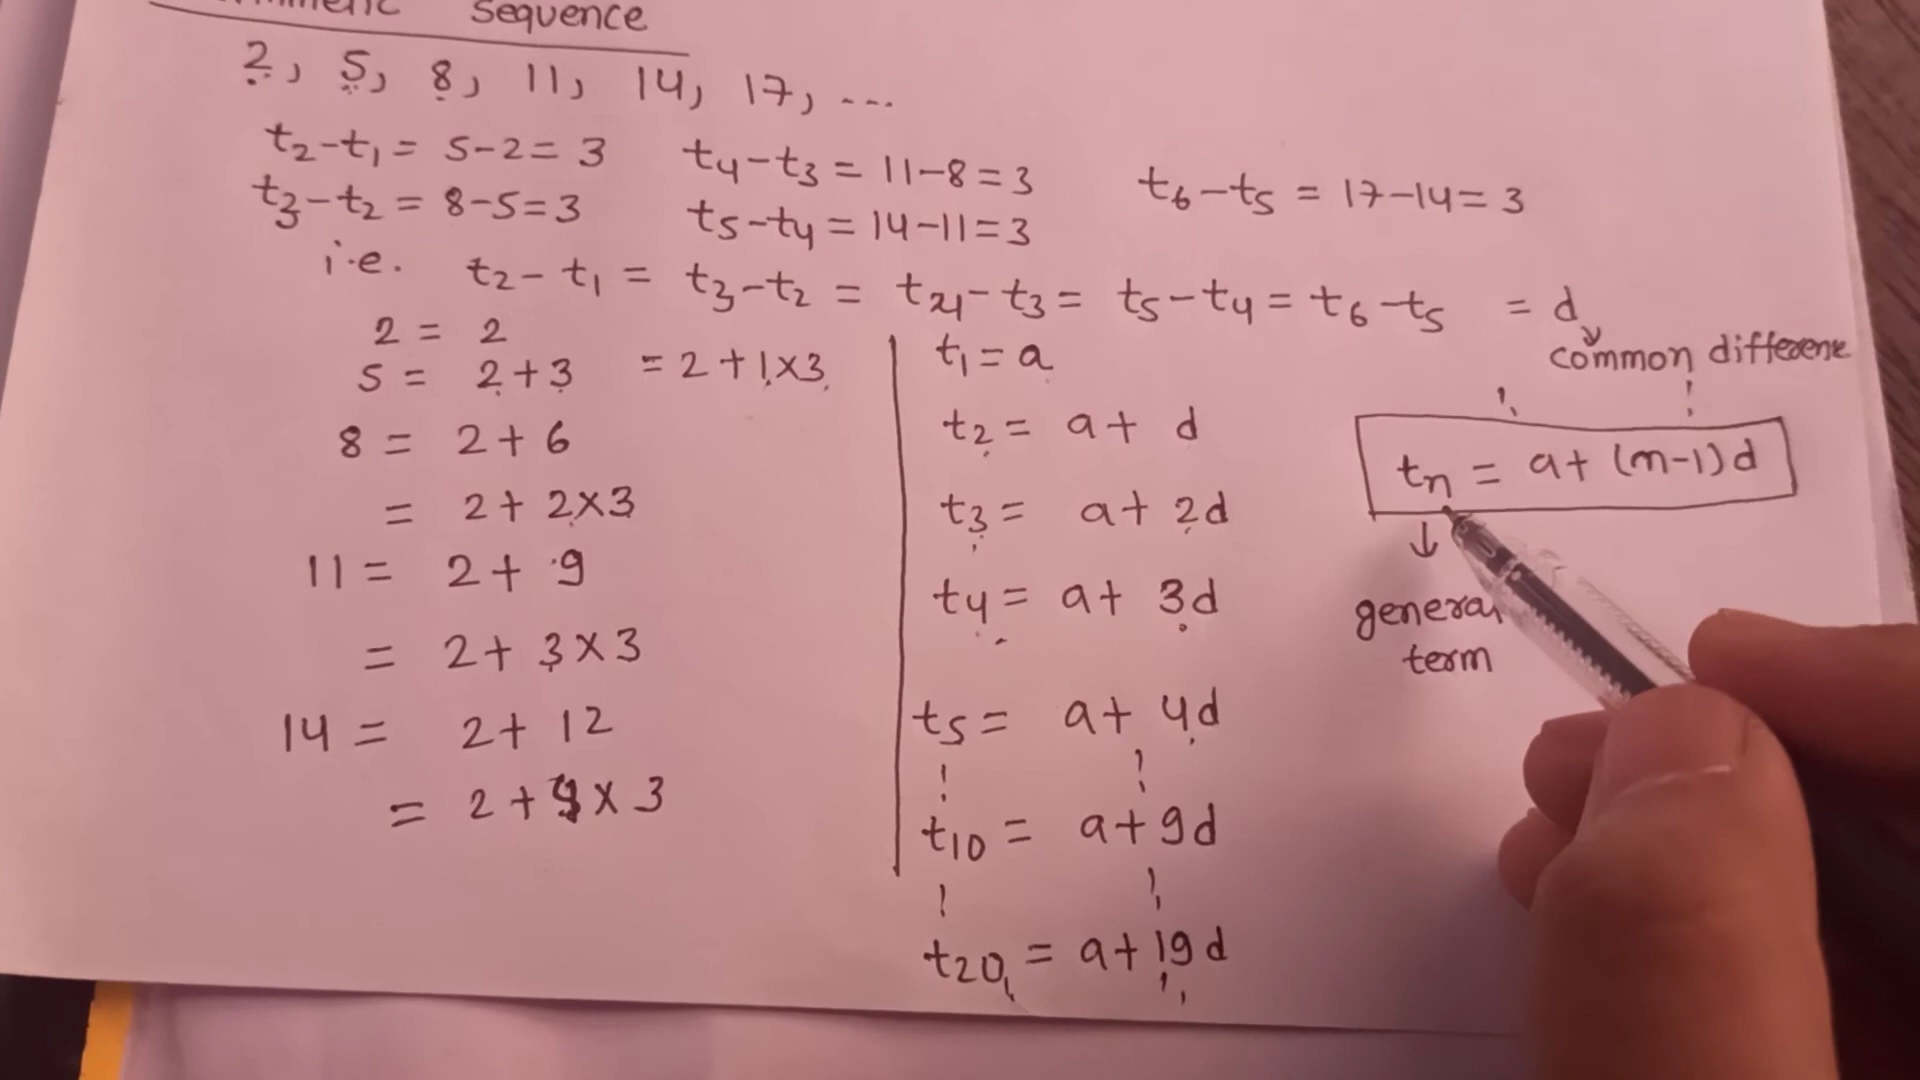 Sequence
2, 5, 8, 11, 14, 17, ...
t2-t1 = 5-2= 3
t3-t2 = 8-5=3
t4-t3 = 11-8=3
t5-t4 = 14-11=3
t6-t5 = 17-14= 3
i.e. t2-t1 = t3-t2 = t4-t3= t5-t4= t6-t5 = d
common difference
2 = 2
5 = 2+3 = 2+1×3
8 = 2+6
= 2+ 2×3
11 = 2+ 9
= 2+ 3×3
14 = 2+ 12
= 2+4× 3
t1=a
t2= a+ d
t3= a+ 2d
t4= a+ 3d
t5= a+ 4d
t10 = a+9d
t20 = a+19d
tn = a+ (n-1)d
↓
general
term